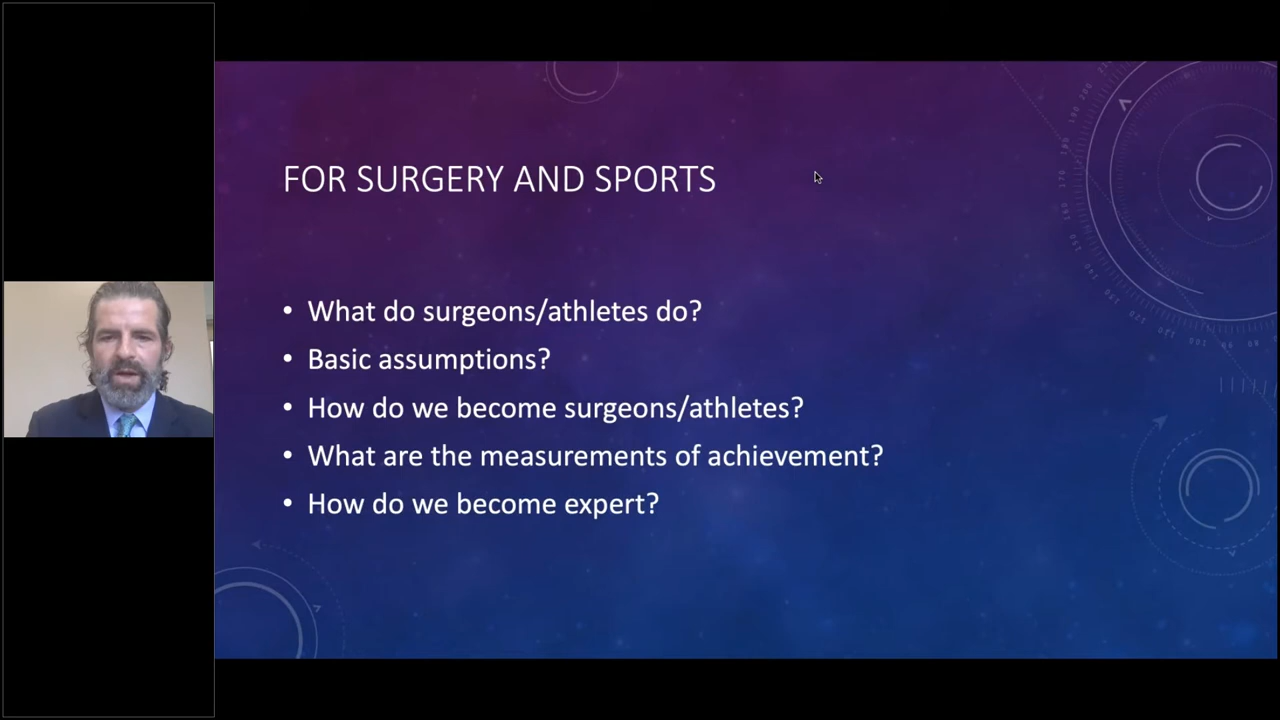 FOR SURGERY AND SPORTS
• What do surgeons/athletes do?
• Basic assumptions?
• How do we become surgeons/athletes?
• What are the measurements of achievement?
• How do we become expert?